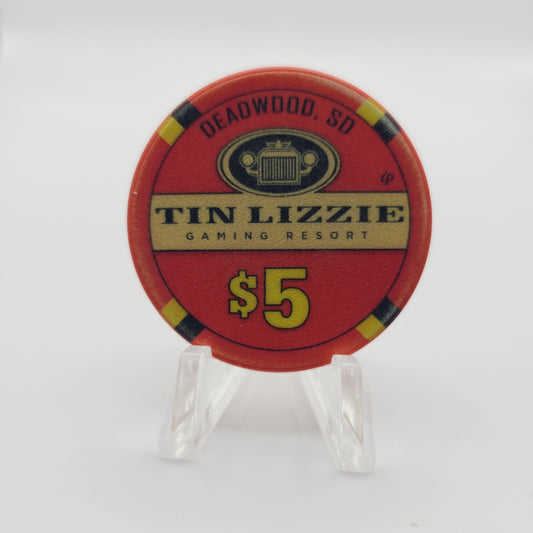 DEADWOOD, SD
TIN LIZZIE
GAMING RESORT
$5